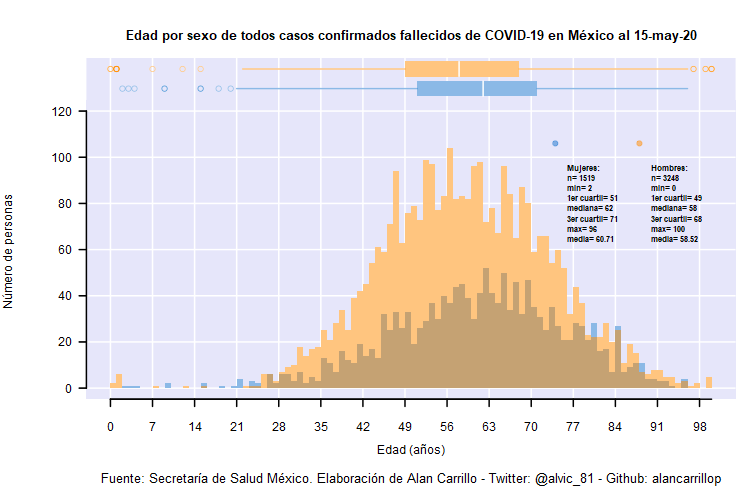 Edad por sexo de todos casos confirmados fallecidos de COVID-19 en México al 15-may-20
Número de personas
120
100
80
60
40
20
0
Mujeres:
n= 1519
min= 2
1er cuartil= 51
mediana= 62
3er cuartil= 71
max= 96
media= 60.71
Hombres:
n= 3248
min= 0
1er cuartil= 49
mediana= 58
3er cuartil= 68
max= 100
media= 58.52
0 7 14 21 28 35 42 49 56 63 70 77 84 91 98
Edad (años)
Fuente: Secretaría de Salud México. Elaboración de Alan Carrillo - Twitter: @alvic_81 - Github: alancarrillop